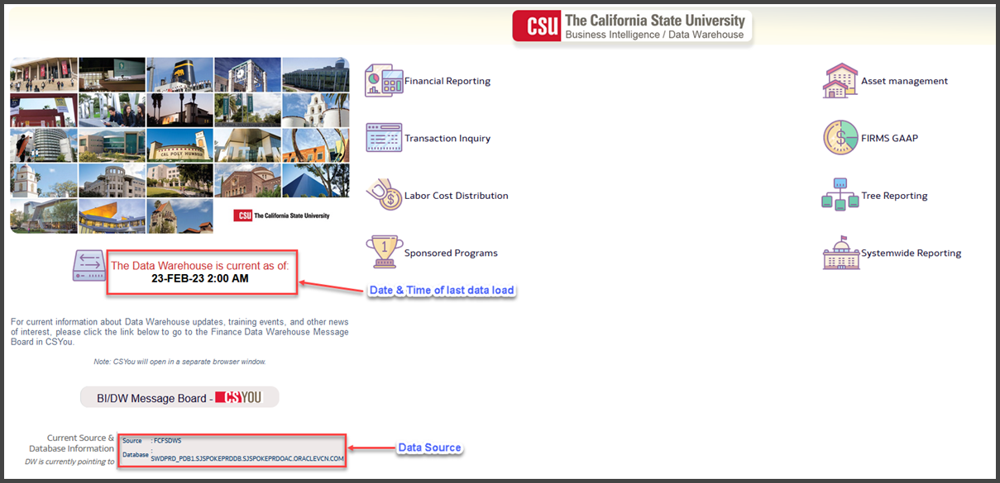 CSU The California State University
Business Intelligence / Data Warehouse
Financial Reporting
Asset management
Transaction Inquiry
FIRMS GAAP
Labor Cost Distribution
Tree Reporting
Sponsored Programs
Systemwide Reporting
CAL POLY HUMBOLDT
CSU The California State University
The Data Warehouse is current as of:
23-FEB-23 2:00 AM
Date & Time of last data load
For current information about Data Warehouse updates, training events, and other news
of interest, please click the link below to go to the Finance Data Warehouse Message
Board in CSYou.
Note: CSYou will open in a separate browser window.
BI/DW Message Board - CSYOU
Current Source &
Database Information
DW is currently pointing to
Source : FCFSDWS
Database :
SWDPRD_PDB1.SJSPOKEPRDDB.SJSPOKEPRDOAC.ORACLEVCN.COM
Data Source